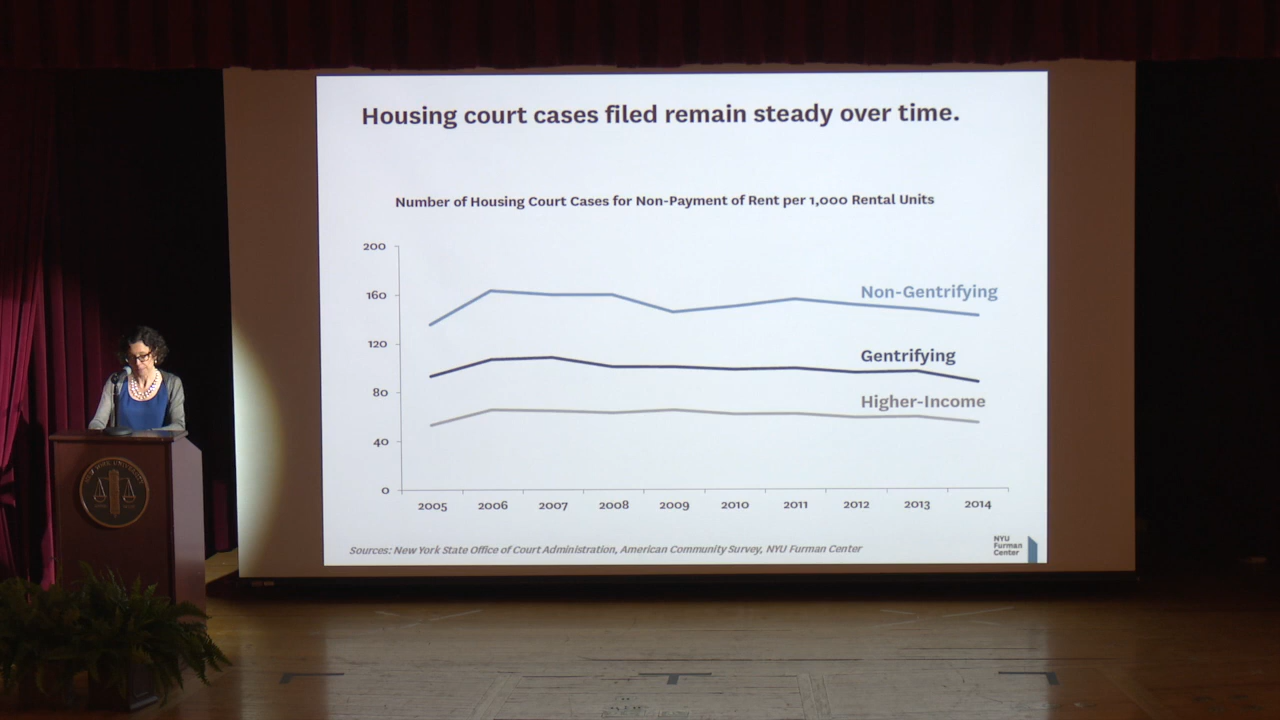 Housing court cases filed remain steady over time.
Number of Housing Court Cases for Non-Payment of Rent per 1,000 Rental Units
200
160
120
80
40
0
Non-Gentrifying
Gentrifying
Higher-Income
2005 2006 2007 2008 2009 2010 2011 2012 2013 2014
Sources: New York State Office of Court Administration, American Community Survey, NYU Furman Center
NYU
Furman
Center
NEW YORK UNIVERSITY